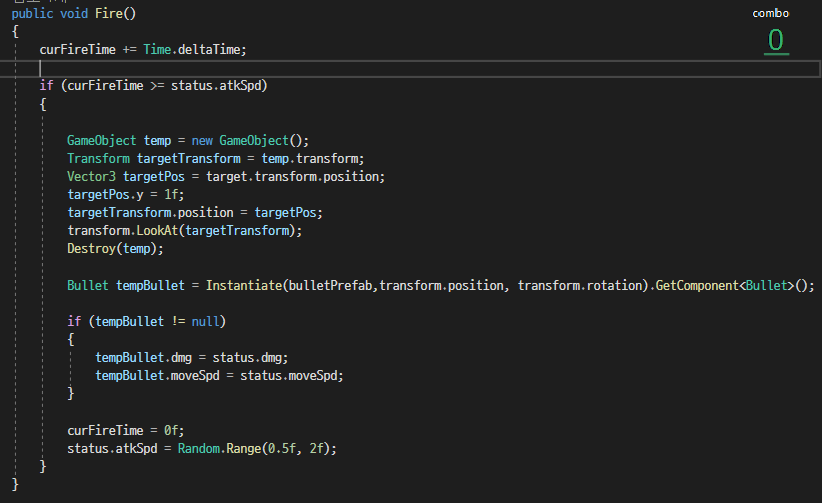 public void Fire()
combo
{
0
curFireTime += Time.deltaTime;
if (curFireTime >= status.atkSpd)
{
GameObject temp = new GameObject();
Transform targetTransform = temp.transform;
Vector3 targetPos = target.transform.position;
targetPos.y = 1f;
targetTransform.position = targetPos;
transform.LookAt(targetTransform);
Destroy(temp);
Bullet tempBullet = Instantiate(bulletPrefab,transform.position, transform.rotation).GetComponent<Bullet>();
if (tempBullet != null)
{
tempBullet.dmg = status.dmg;
tempBullet.moveSpd = status.moveSpd;
}
curFireTime = 0f;
status.atkSpd = Random.Range(0.5f, 2f);
}
}